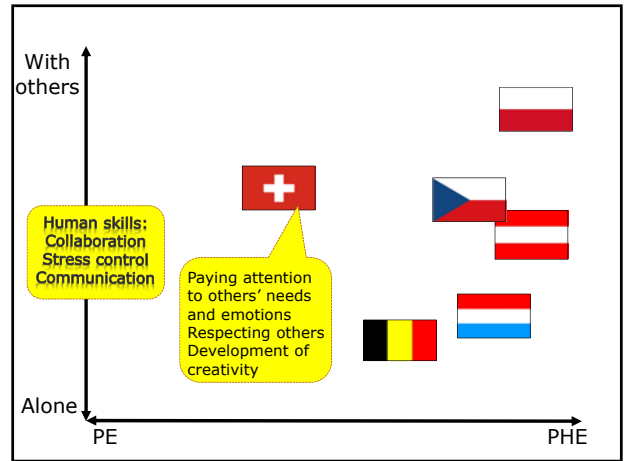 With
others
Human skills:
Collaboration
Stress control
Communication
Paying attention
to others’ needs
and emotions
Respecting others
Development of
creativity
Alone
PE
PHE